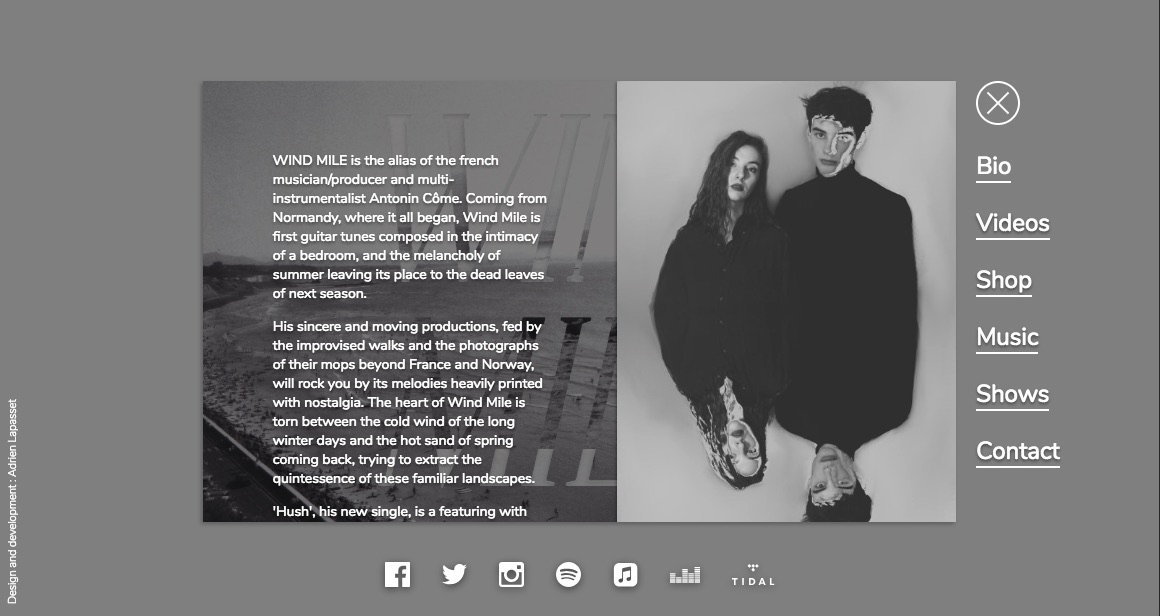 WIND MILE is the alias of the french
musician/producer and multi-
instrumentalist Antonin Côme. Coming from
Normandy, where it all began, Wind Mile is
first guitar tunes composed in the intimacy
of a bedroom, and the melancholy of
summer leaving its place to the dead leaves
of next season.
His sincere and moving productions, fed by
the improvised walks and the photographs
of their mops beyond France and Norway,
will rock you by its melodies heavily printed
with nostalgia. The heart of Wind Mile is
torn between the cold wind of the long
winter days and the hot sand of spring
coming back, trying to extract the
quintessence of these familiar landscapes.
'Hush', his new single, is a featuring with
Bio
Videos
Shop
Music
Shows
Contact
TIDAL
Design and development : Adrien Lapasset